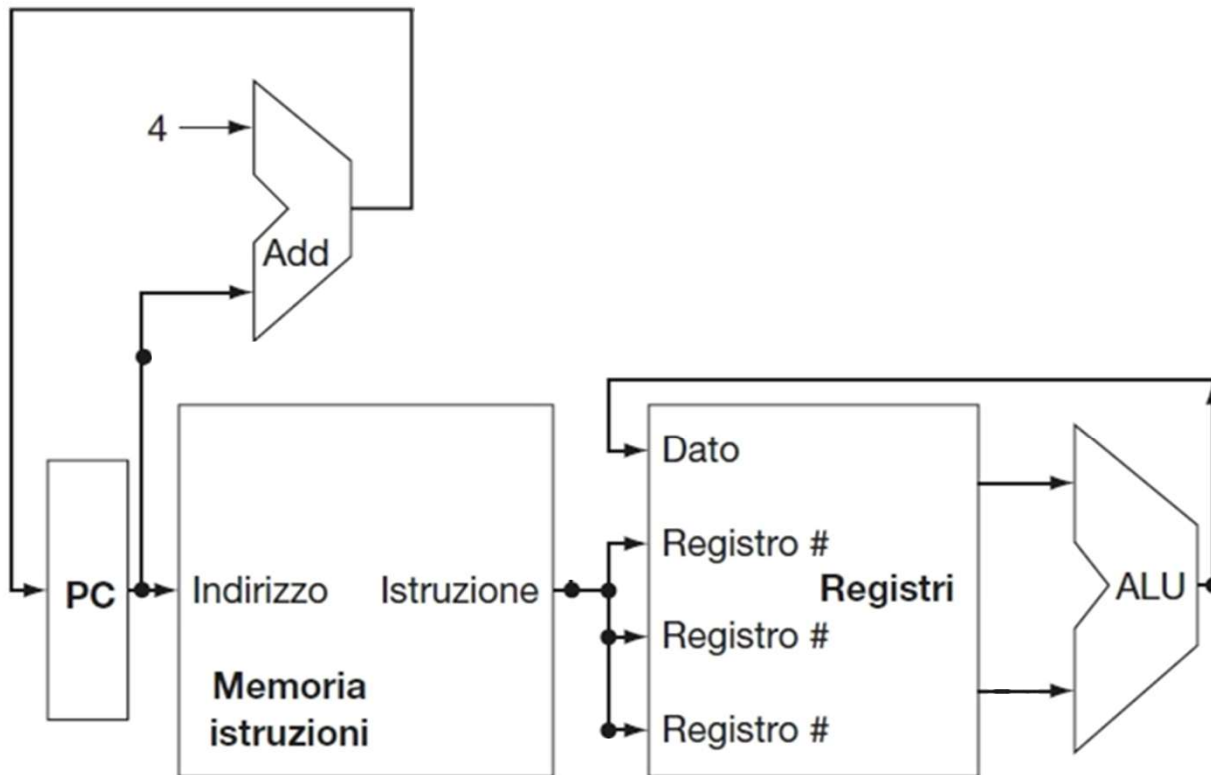 4
Add
Dato
Registro #
PC
Indirizzo
Istruzione
Registri
ALU
Registro #
Memoria
istruzioni
Registro #